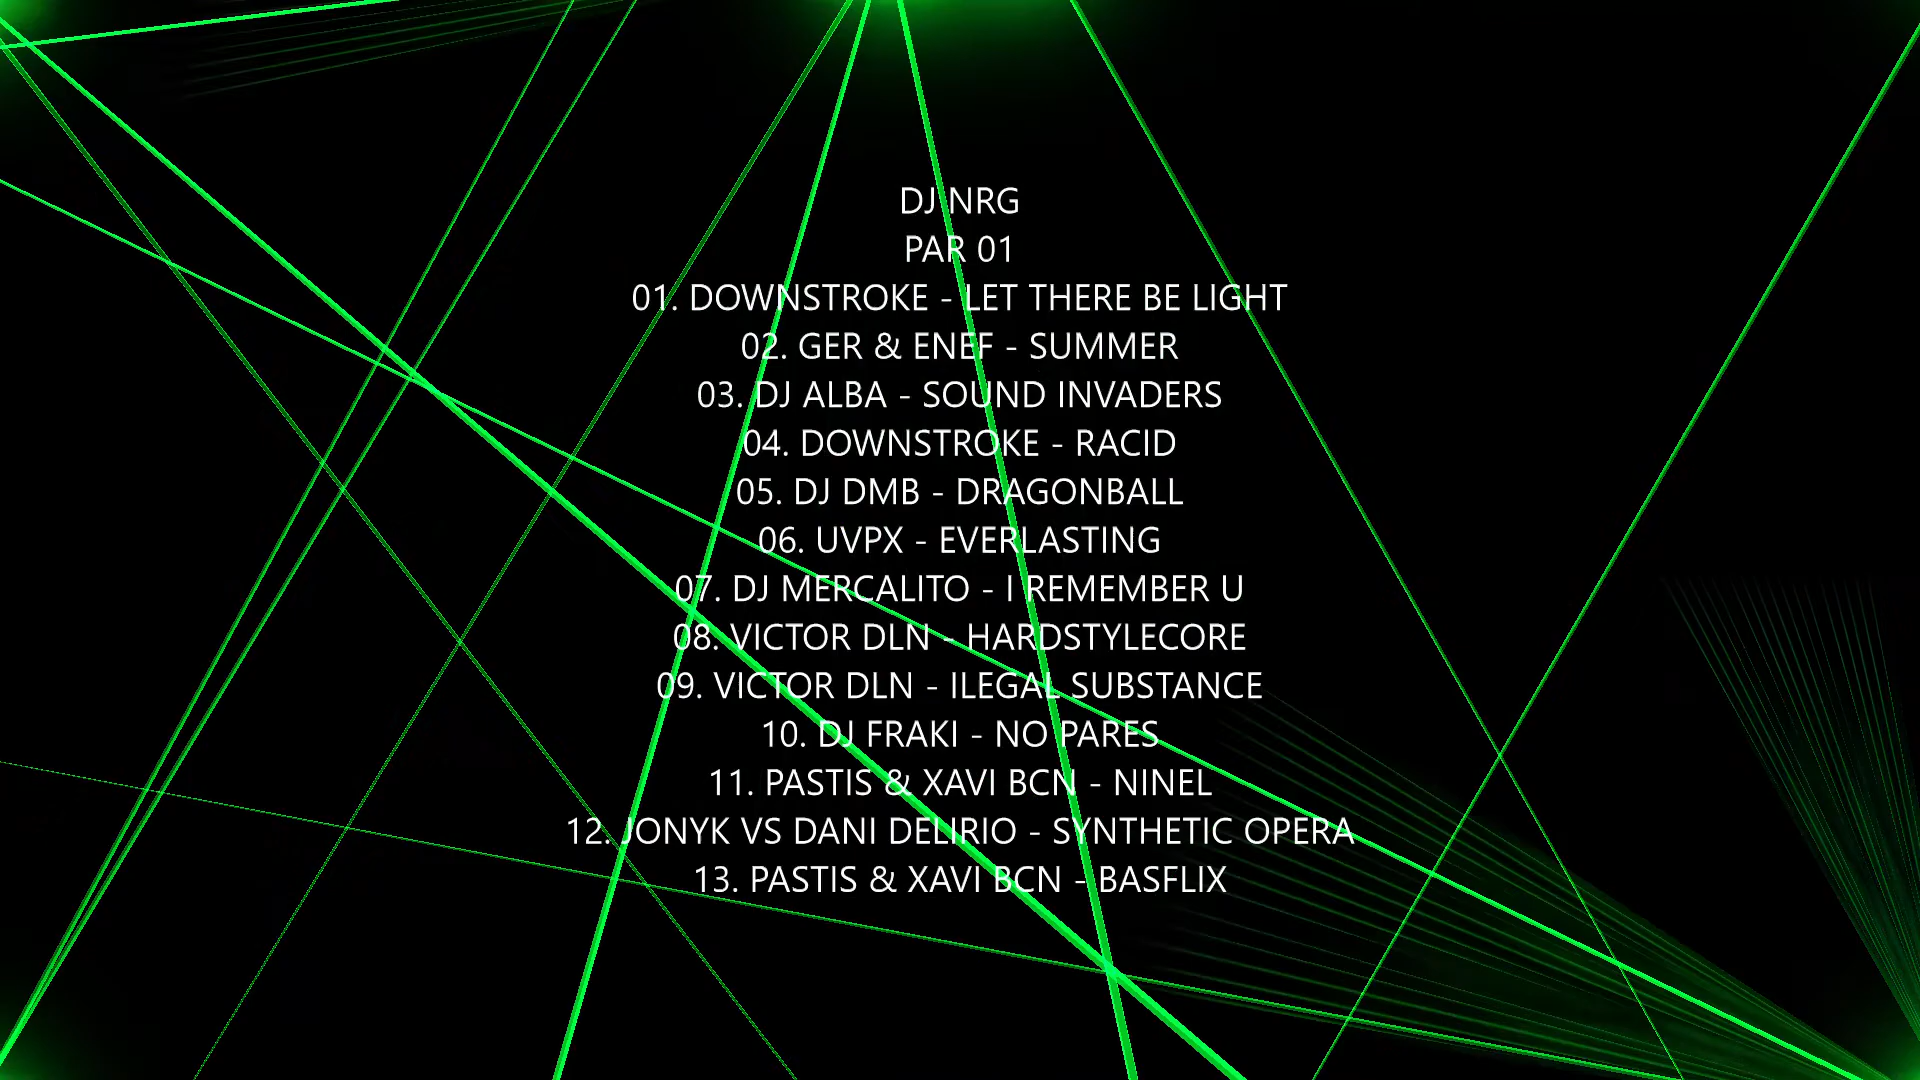 DJ NRG
PAR 01
01. DOWNSTROKE - LET THERE BE LIGHT
02. GER & ENEF - SUMMER
03. DJ ALBA - SOUND INVADERS
04. DOWNSTROKE - RACID
05. DJ DMB - DRAGONBALL
06. UVPX - EVERLASTING
07. DJ MERCALITO - I REMEMBER U
08. VICTOR DLN - HARDSTYLECORE
09. VICTOR DLN - ILEGAL SUBSTANCE
10. DJ FRAKI - NO PARES
11. PASTIS & XAVI BCN - NINEL
12. JONYK VS DANI DELIRIO - SYNTHETIC OPERA
13. PASTIS & XAVI BCN - BASFLIX